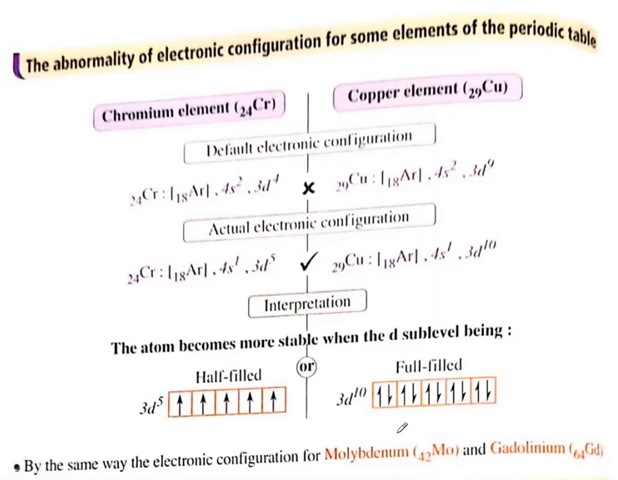 The abnormality of electronic configuration for some elements of the periodic table
Chromium element (₂₄Cr)
Copper element (₂₉Cu)
Default electronic configuration
₂₄Cr : [₁₈Ar] , 4s² , 3d⁴ ✗ ₂₉Cu : [₁₈Ar] , 4s² , 3d⁹
Actual electronic configuration
₂₄Cr : [₁₈Ar] , 4s¹ , 3d⁵ ✓ ₂₉Cu : [₁₈Ar] , 4s¹ , 3d¹⁰
Interpretation
The atom becomes more stable when the d sublevel being :
Half-filled
or
Full-filled
3d⁵
3d¹⁰
• By the same way the electronic configuration for Molybdenum (₄₂Mo) and Gadolinium (₆₄Gd)